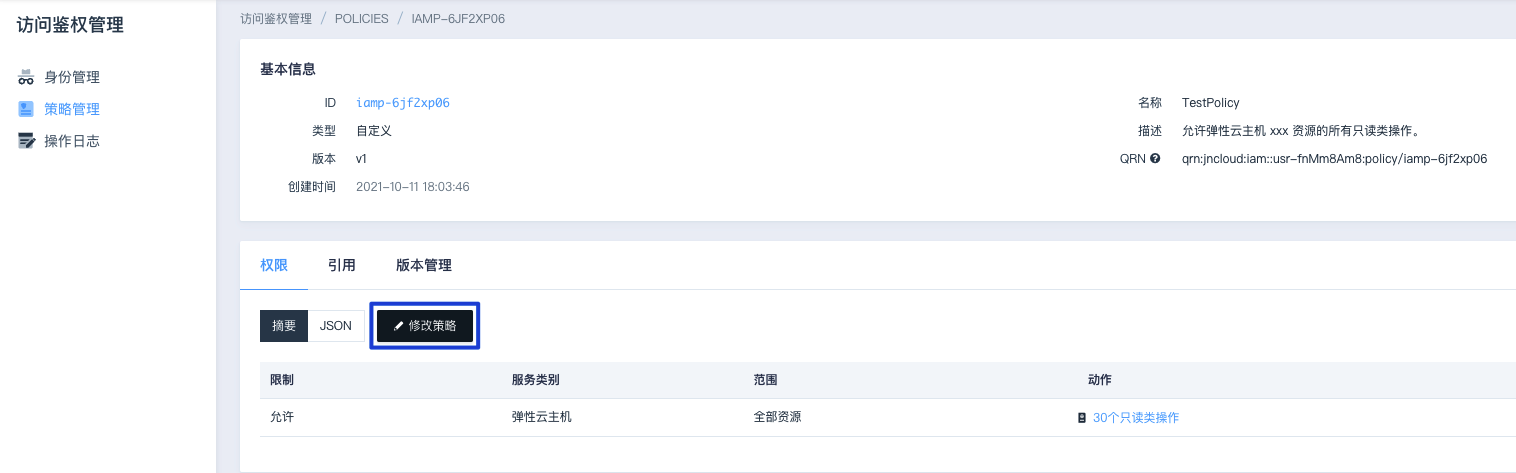 访问鉴权管理
身份管理
策略管理
操作日志
访问鉴权管理 / POLICIES / IAMP-6JF2XP06
基本信息
ID iamp-6jf2xp06
类型 自定义
版本 v1
创建时间 2021-10-11 18:03:46
名称 TestPolicy
描述 允许弹性云主机 xxx 资源的所有只读类操作。
QRN qrn:jncloud:iam::usr-fnMm8Am8:policy/iamp-6jf2xp06
权限 引用 版本管理
摘要 JSON 修改策略
限制 服务类别 范围 动作
允许 弹性云主机 全部资源 30个只读类操作